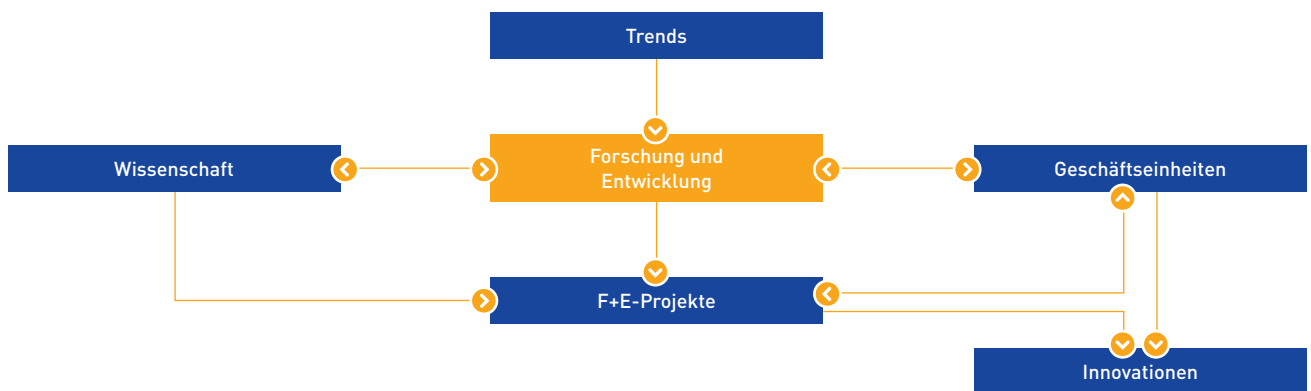 Trends
Wissenschaft
Forschung und
Entwicklung
Geschäftseinheiten
F+E-Projekte
Innovationen